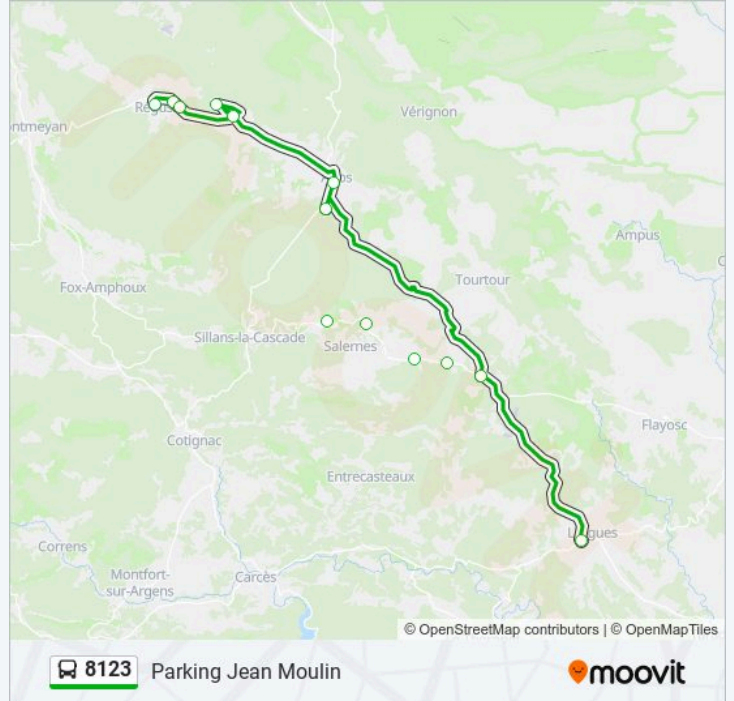 Vérignon
ontmeyan
Ampus
Tourtour
Fox-Amphoux
Sillans-la-Cascade
Salernes
Flayosc
Cotignac
Entrecasteaux
Correns
Montfort-
sur-Argens
Carcès
© OpenStreetMap contributors | © OpenMapTiles
8123 Parking Jean Moulin
moovit